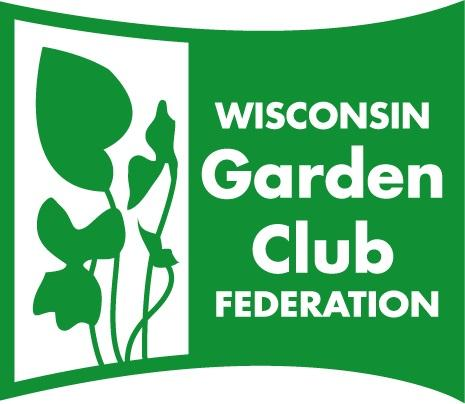 WISCONSIN
Garden
Club
FEDERATION